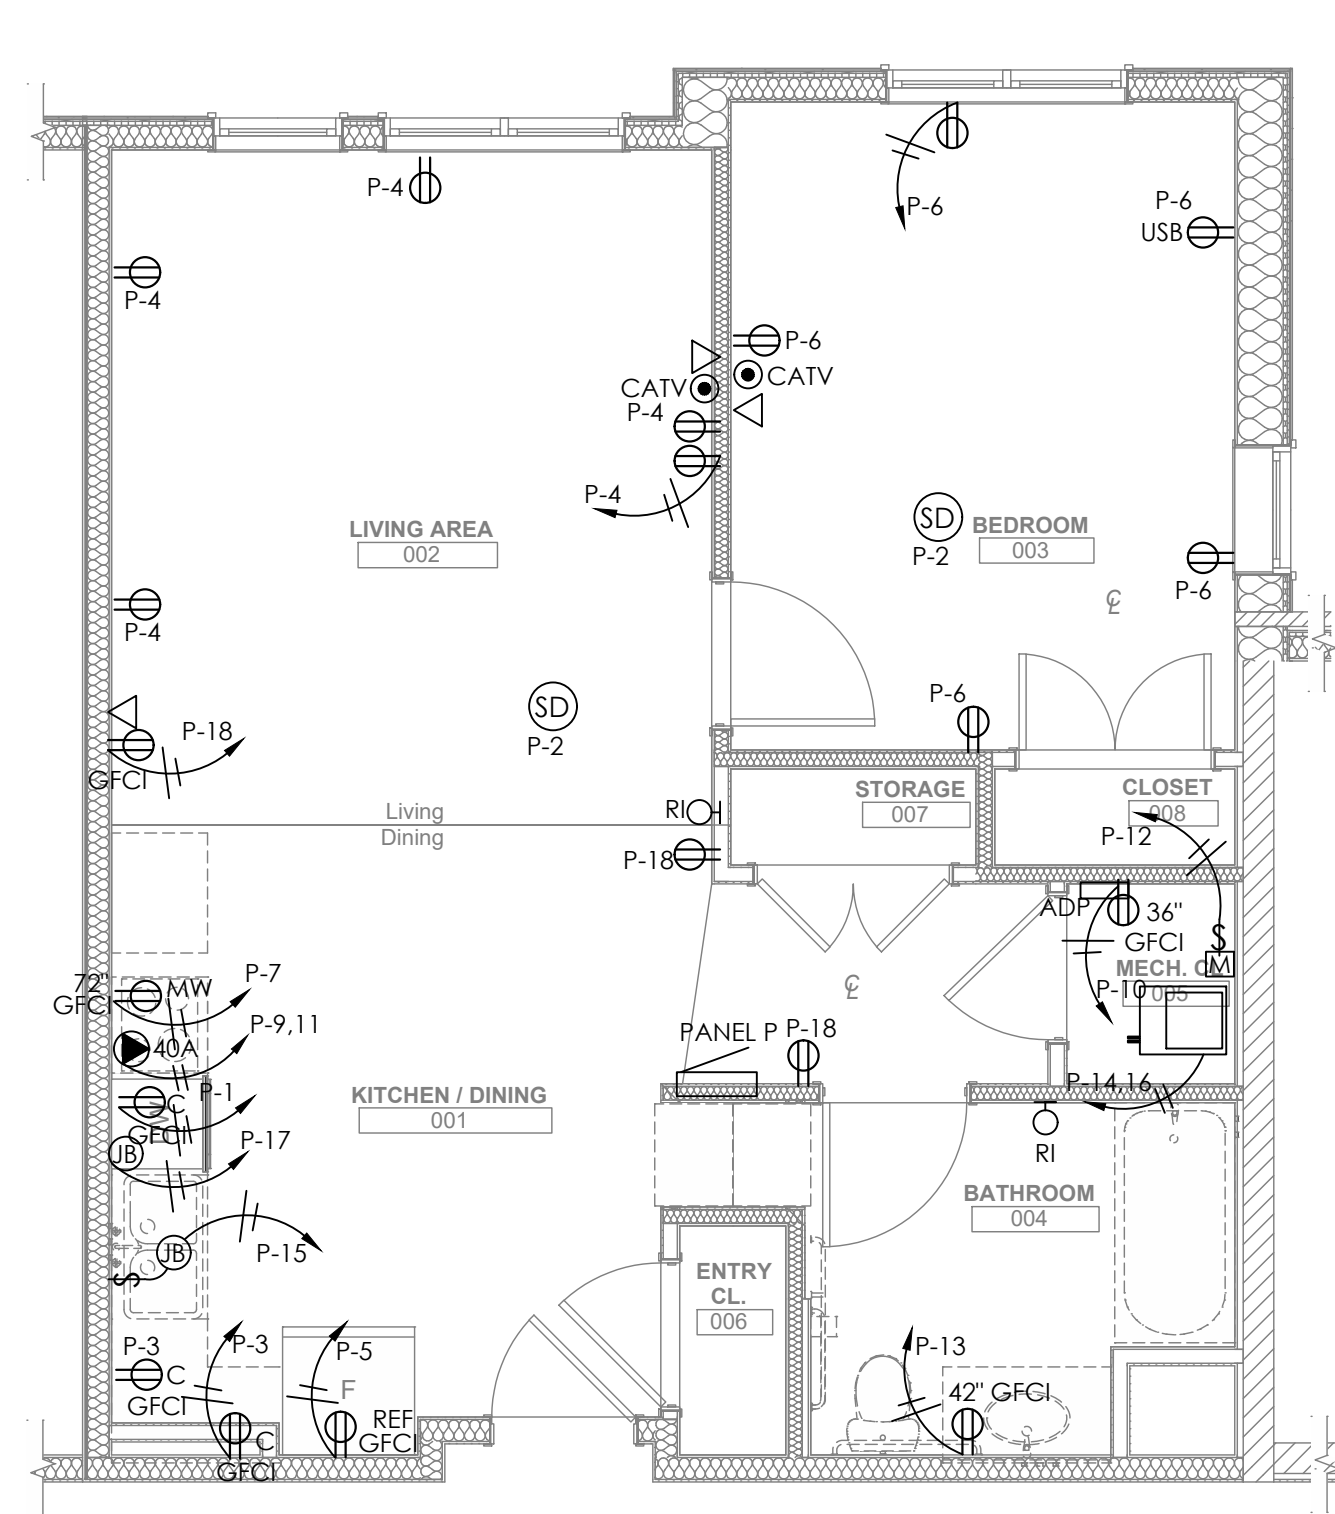 P-4
P-6
P-6
USB
P-4
P-6
CATV
CATV
P-4
P-4
LIVING AREA
002
SD
P-2
BEDROOM
003
P-6
℄
P-4
P-6
SD
P-2
P-18
GFCI
STORAGE
007
CLOSET
008
Living
Dining
RI
P-18
P-12
ADP
36"
GFCI
S
M
MECH. CL.
005
P-10
72"
GFCI
MW
P-7
℄
P-9,11
40A
PANEL P
P-18
P-1
C
GFCI
DW
P-14,16
KITCHEN / DINING
001
P-17
JB
RI
BATHROOM
004
P-15
JB
S
ENTRY
CL.
006
P-3
P-3
P-5
P-13
C
GFCI
F
42" GFCI
REF
GFCI
C
GFCI